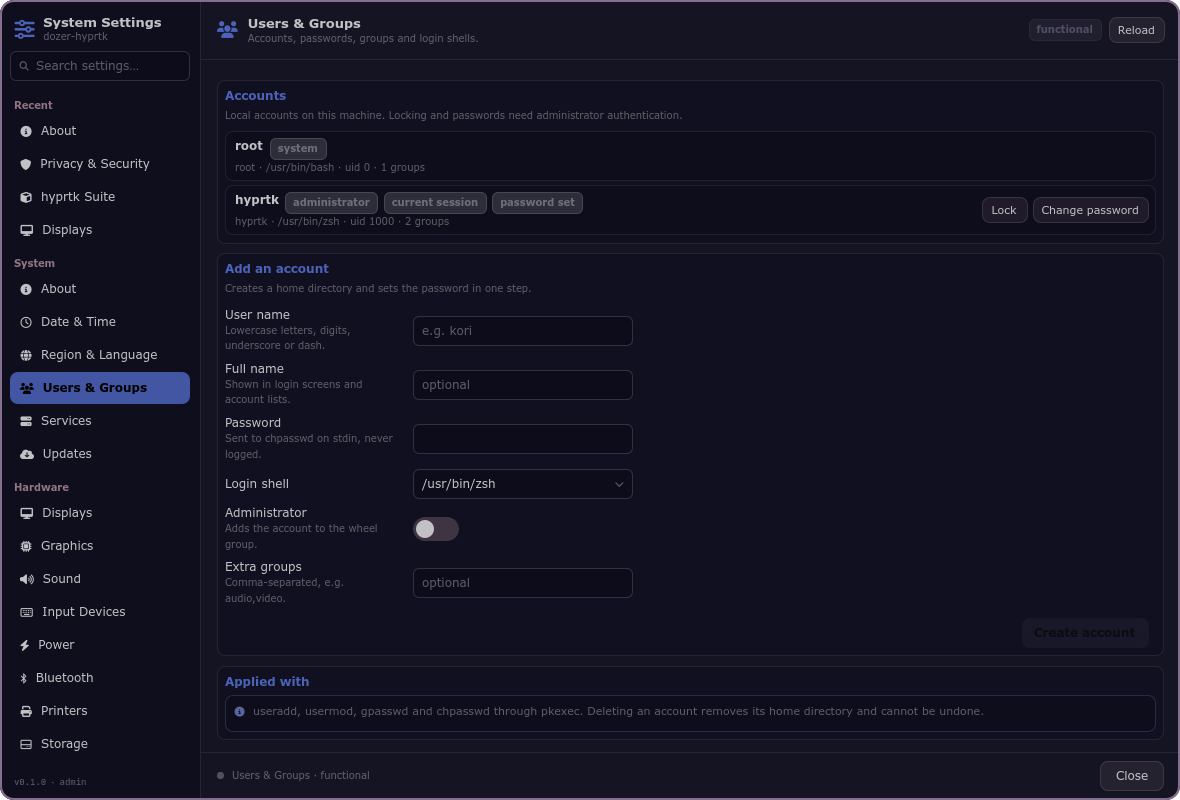 System Settings
dozer-hyprtk
Search settings...
Recent
About
Privacy & Security
hyprtk Suite
Displays
System
About
Date & Time
Region & Language
Users & Groups
Services
Updates
Hardware
Displays
Graphics
Sound
Input Devices
Power
Bluetooth
Printers
Storage
v0.1.0 · admin
Users & Groups
Accounts, passwords, groups and login shells.
functional
Reload
Accounts
Local accounts on this machine. Locking and passwords need administrator authentication.
root system
root · /usr/bin/bash · uid 0 · 1 groups
hyprtk administrator current session password set
hyprtk · /usr/bin/zsh · uid 1000 · 2 groups
Lock Change password
Add an account
Creates a home directory and sets the password in one step.
User name
Lowercase letters, digits,
underscore or dash.
e.g. kori
Full name
Shown in login screens and
account lists.
optional
Password
Sent to chpasswd on stdin, never
logged.
Login shell
/usr/bin/zsh
Administrator
Adds the account to the wheel
group.
Extra groups
Comma-separated, e.g.
audio,video.
optional
Create account
Applied with
useradd, usermod, gpasswd and chpasswd through pkexec. Deleting an account removes its home directory and cannot be undone.
Users & Groups · functional
Close